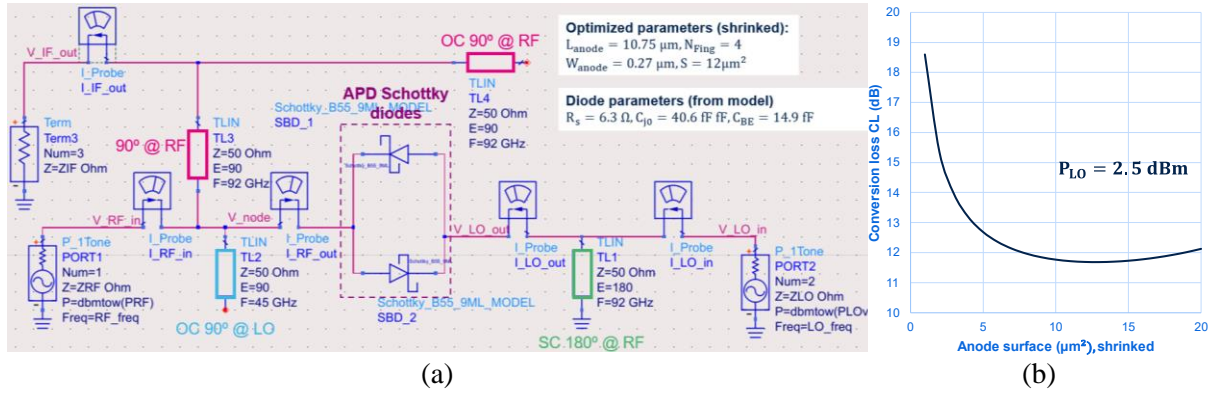 V_IF_out
I_Probe
I_IF_out
Term
Term3
Num=3
Z=ZIF Ohm
90º @ RF
TLIN
TL3
Z=50 Ohm
E=90
F=92 GHz
Schottky_B55_9ML_MODEL
SBD_1
APD Schottky
diodes
OC 90º @ RF
TLIN
TL4
Z=50 Ohm
E=90
F=92 GHz
Optimized parameters (shrinked):
L_anode = 10.75 μm, N_Fing = 4
W_anode = 0.27 μm, S = 12μm²
Diode parameters (from model)
R_s = 6.3 Ω, C_j0 = 40.6 fF fF, C_BE = 14.9 fF
V_RF_in
I_Probe
I_RF_in
V_node
I_Probe
I_RF_out
P_1Tone
PORT1
Num=1
Z=ZRF Ohm
P=dbmtow(PRF)
Freq=RF_freq
TLIN
TL2
Z=50 Ohm
E=90
F=45 GHz
OC 90º @ LO
Schottky_B55_9ML_MODEL
SBD_2
V_LO_out
I_Probe
I_LO_out
TLIN
TL1
Z=50 Ohm
E=180
F=92 GHz
SC 180º @ RF
I_Probe
I_LO_in
V_LO_in
P_1Tone
PORT2
Num=2
Z=ZLO Ohm
P=dbmtow(PLOv
Freq=LO_freq
(a)
Conversion loss CL (dB)
20
19
18
17
16
15
14
13
12
11
10
P_LO = 2.5 dBm
0
5
10
15
20
Anode surface (μm²),shrinked
(b)